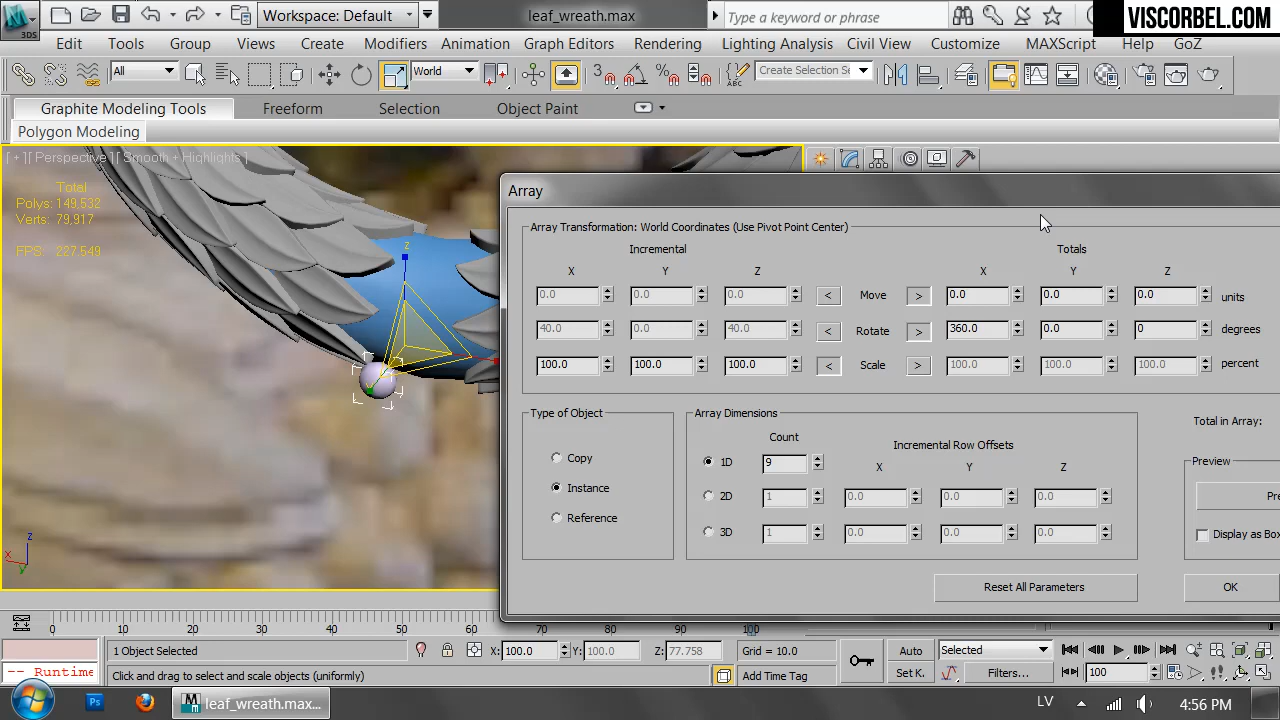 Workspace: Default
leaf_wreath.max
Type a keyword or phrase
VISCORBEL.COM
3DS
Edit Tools Group Views Create Modifiers Animation Graph Editors Rendering Lighting Analysis Civil View Customize MAXScript Help GoZ
All World 3 % ABC Create Selection Se
Graphite Modeling Tools Freeform Selection Object Paint
Polygon Modeling
[ + ] [ Perspective ] [ Smooth + Highlights ]
Total
Polys: 149,532
Verts: 79,917
FPS: 227.549
z
Array
Array Transformation: World Coordinates (Use Pivot Point Center)
Incremental Totals
X Y Z X Y Z
0.0 0.0 0.0 < Move > 0.0 0.0 0.0 units
40.0 0.0 40.0 < Rotate > 360.0 0.0 0 degrees
100.0 100.0 100.0 < Scale > 100.0 100.0 100.0 percent
Type of Object
Copy
Instance
Reference
Array Dimensions
Count
Incremental Row Offsets
X Y Z
1D 9
2D 1 0.0 0.0 0.0
3D 1 0.0 0.0 0.0
Total in Array:
Preview
Pre
Display as Box
Reset All Parameters OK
z
x
y
0 10 20 30 40 50 60 70 80 90 100
1 Object Selected X: 100.0 Y: 100.0 Z: 77.758 Grid = 10.0 Auto Selected
-- Runtime Click and drag to select and scale objects (uniformly) Add Time Tag Set K. Filters... 100
Ps leaf_wreath.max... LV 4:56 PM